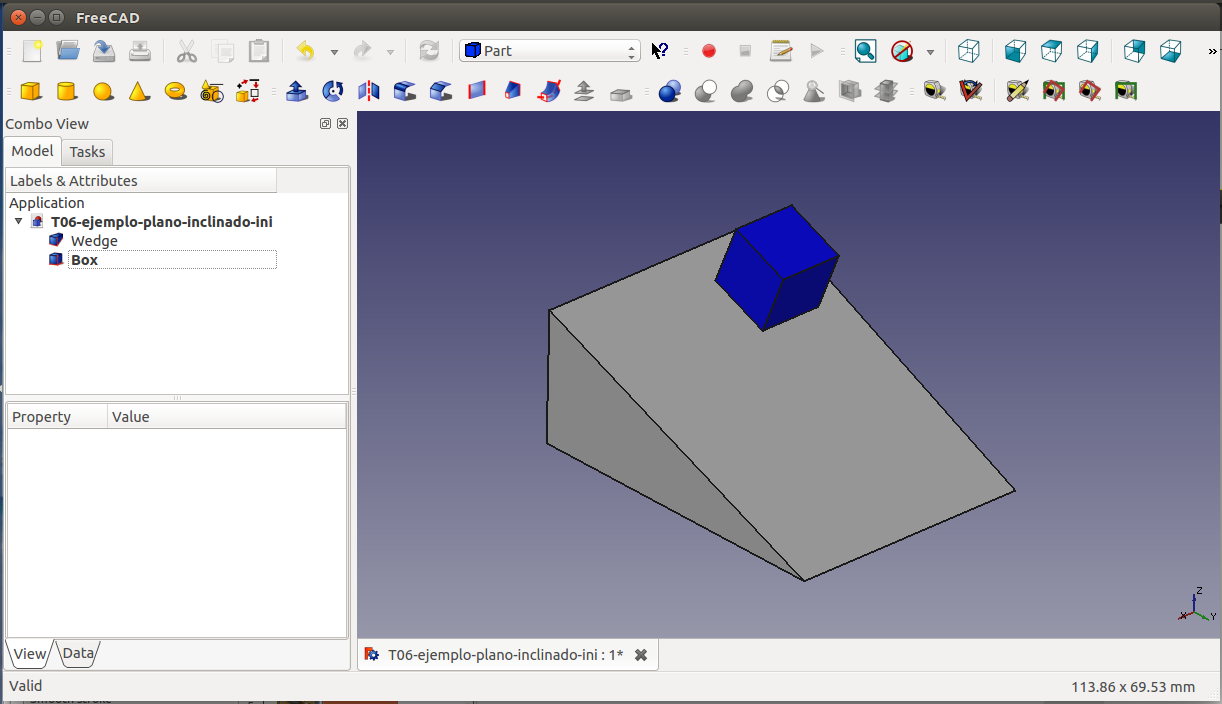 FreeCAD
Part
»
Combo View
Model
Tasks
Labels & Attributes
Application
T06-ejemplo-plano-inclinado-ini
Wedge
Box
Property
Value
View
Data
Z
X
Y
T06-ejemplo-plano-inclinado-ini : 1*
Valid
113.86 x 69.53 mm